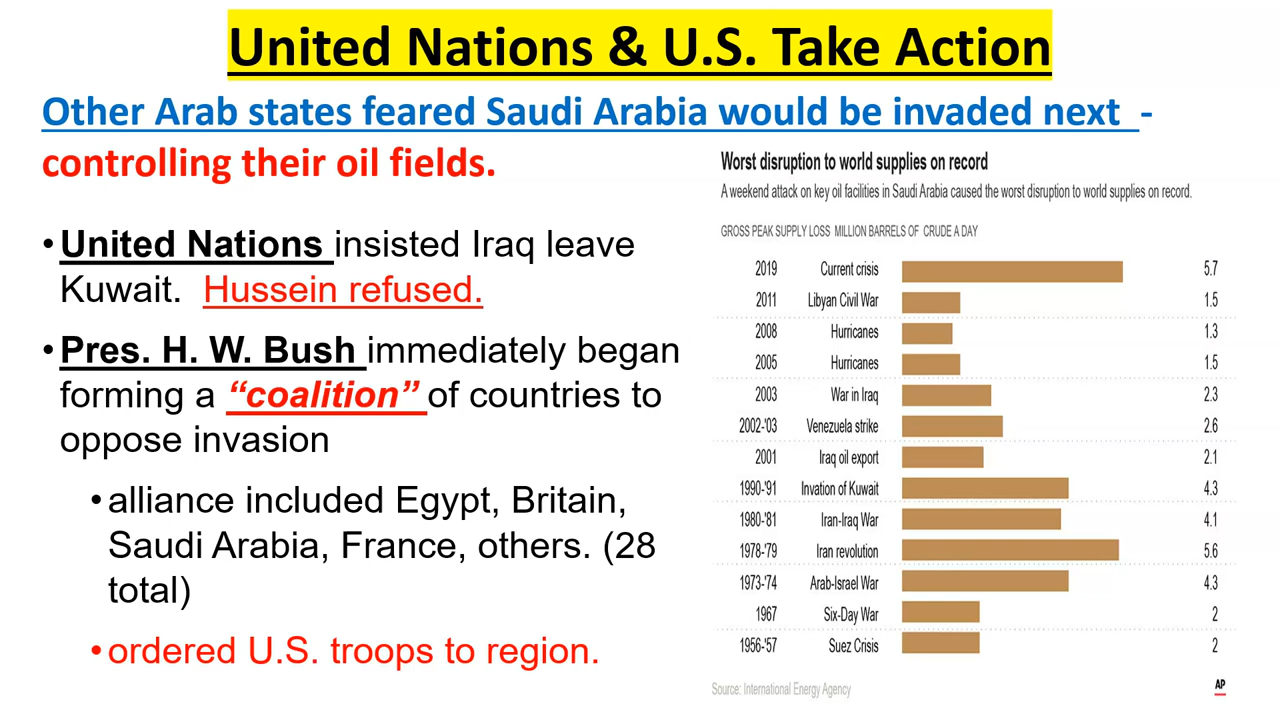 United Nations & U.S. Take Action
Other Arab states feared Saudi Arabia would be invaded next -
controlling their oil fields.
• United Nations insisted Iraq leave
Kuwait. Hussein refused.
• Pres. H. W. Bush immediately began
forming a “coalition” of countries to
oppose invasion
• alliance included Egypt, Britain,
Saudi Arabia, France, others. (28
total)
• ordered U.S. troops to region.
Worst disruption to world supplies on record
A weekend attack on key oil facilities in Saudi Arabia caused the worst disruption to world supplies on record.
GROSS PEAK SUPPLY LOSS MILLION BARRELS OF CRUDE A DAY
2019 Current crisis 5.7
2011 Libyan Civil War 1.5
2008 Hurricanes 1.3
2005 Hurricanes 1.5
2003 War in Iraq 2.3
2002-'03 Venezuela strike 2.6
2001 Iraq oil export 2.1
1990-'91 Invation of Kuwait 4.3
1980-'81 Iran-Iraq War 4.1
1978-'79 Iran revolution 5.6
1973-'74 Arab-Israel War 4.3
1967 Six-Day War 2
1956-'57 Suez Crisis 2
Source: International Energy Agency
AP